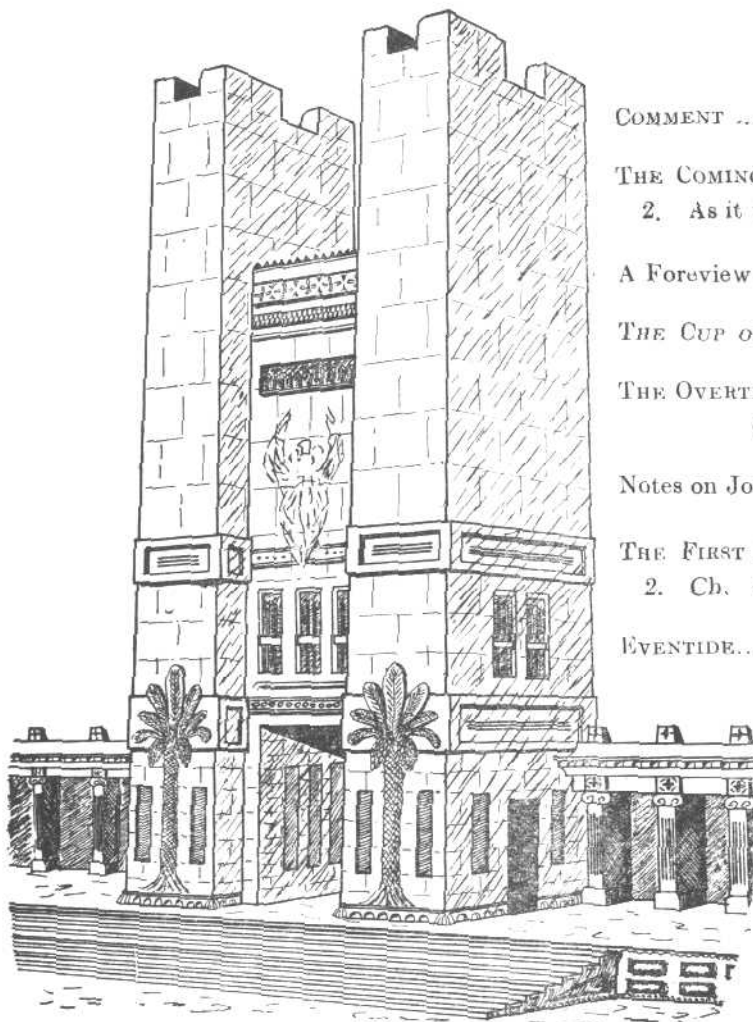 COMMENT ..
THE COMING
2. As it
A Foreview
THE CUP O
THE OVERT
Notes on Jo
THE FIRST
2. Ch.
EVENTIDE..